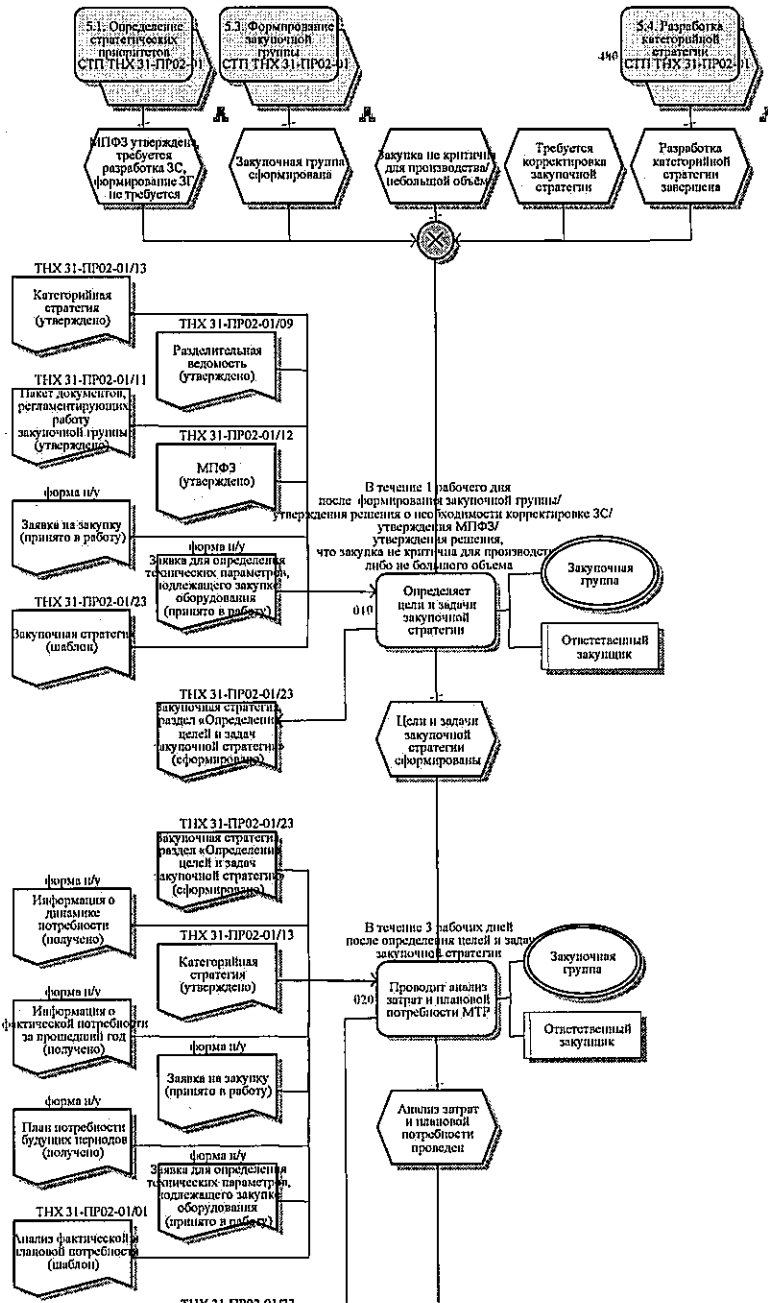 5.1. Определение
стратегических
приоритетов
СТП ТНХ 31-ПР02-01
5.3. Формирование
закупочной
группы
СТП ТНХ 31-ПР02-01
480
5.4. Разработка
категорийной
стратегии
СТП ТНХ 31-ПР02-01
МПФЗ утверждена,
требуется
разработка ЗС,
формирование ЗГ
не требуется
Закупочная группа
сформирована
Закупка не критична
для производства/
небольшой объём
Требуется
корректировка
закупочной
стратегии
Разработка
категорийной
стратегии
завершена
ТНХ 31-ПР02-01/13
Категорийная
стратегия
(утверждено)
ТНХ 31-ПР02-01/09
Разделительная
ведомость
(утверждено)
ТНХ 31-ПР02-01/11
Пакет документов,
регламентирующих
работу
закупочной группы
(утверждено)
ТНХ 31-ПР02-01/12
МПФЗ
(утверждено)
форма н/у
Заявка на закупку
(принято в работу)
форма н/у
Заявка для определения
технических параметров,
подлежащего закупке
оборудования
(принято в работу)
ТНХ 31-ПР02-01/23
Закупочная стратегия
(шаблон)
В течение 1 рабочего дня
после формирования закупочной группы/
утверждения решения о необходимости корректировке ЗС/
утверждения МПФЗ/
утверждения решения,
что закупка не критична для производства
либо не большого объема
010
Определяет
цели и задачи
закупочной
стратегии
Закупочная
группа
Ответственный
закупщик
ТНХ 31-ПР02-01/23
Закупочная стратегия,
раздел «Определение
целей и задач
закупочной стратегии»
(сформировано)
Цели и задачи
закупочной
стратегии
сформированы
ТНХ 31-ПР02-01/23
Закупочная стратегия,
раздел «Определение
целей и задач
закупочной стратегии»
(сформировано)
форма н/у
Информация о
динамике
потребности
(получено)
ТНХ 31-ПР02-01/13
Категорийная
стратегия
(утверждено)
форма н/у
Информация о
фактической потребности
за прошедший год
(получено)
форма н/у
Заявка на закупку
(принято в работу)
форма н/у
План потребности
будущих периодов
(получено)
форма н/у
Заявка для определения
технических параметров,
подлежащего закупке
оборудования
(принято в работу)
ТНХ 31-ПР02-01/01
Анализ фактической и
плановой потребности
(шаблон)
В течение 3 рабочих дней
после определения целей и задач
закупочной стратегии
020
Проводит анализ
затрат и плановой
потребности МТР
Закупочная
группа
Ответственный
закупщик
Анализ затрат
и плановой
потребности
проведен